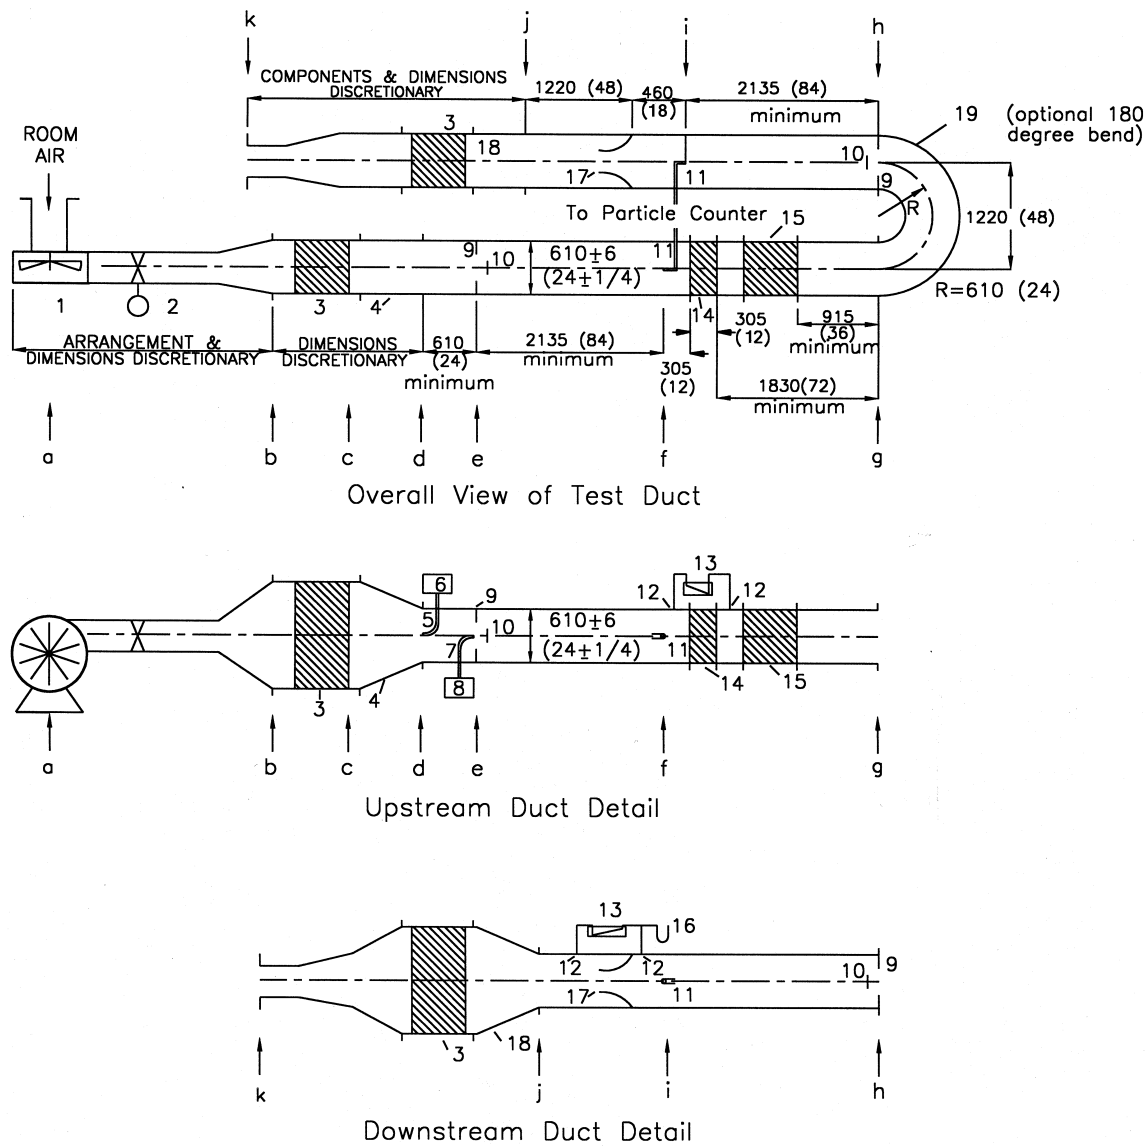 k
j
i
h
COMPONENTS & DIMENSIONS
DISCRETIONARY
1220 (48)
460
(18)
2135 (84)
minimum
19 (optional 180
degree bend)
ROOM
AIR
3
18
10
17
11
9
R
To Particle Counter
15
1220 (48)
9
10
610±6
(24±1/4)
11
R=610 (24)
1
2
3
4
14
305
(12)
915
(36)
minimum
ARRANGEMENT &
DIMENSIONS DISCRETIONARY
DIMENSIONS
DISCRETIONARY
610
(24)
minimum
2135 (84)
minimum
305
(12)
1830(72)
minimum
a
b
c
d
e
f
g
Overall View of Test Duct
6
9
13
12
12
5
7
10
610±6
(24±1/4)
11
8
3
4
14
15
a
b
c
d
e
f
g
Upstream Duct Detail
13
16
12
12
10
9
17
11
3
18
k
j
i
h
Downstream Duct Detail